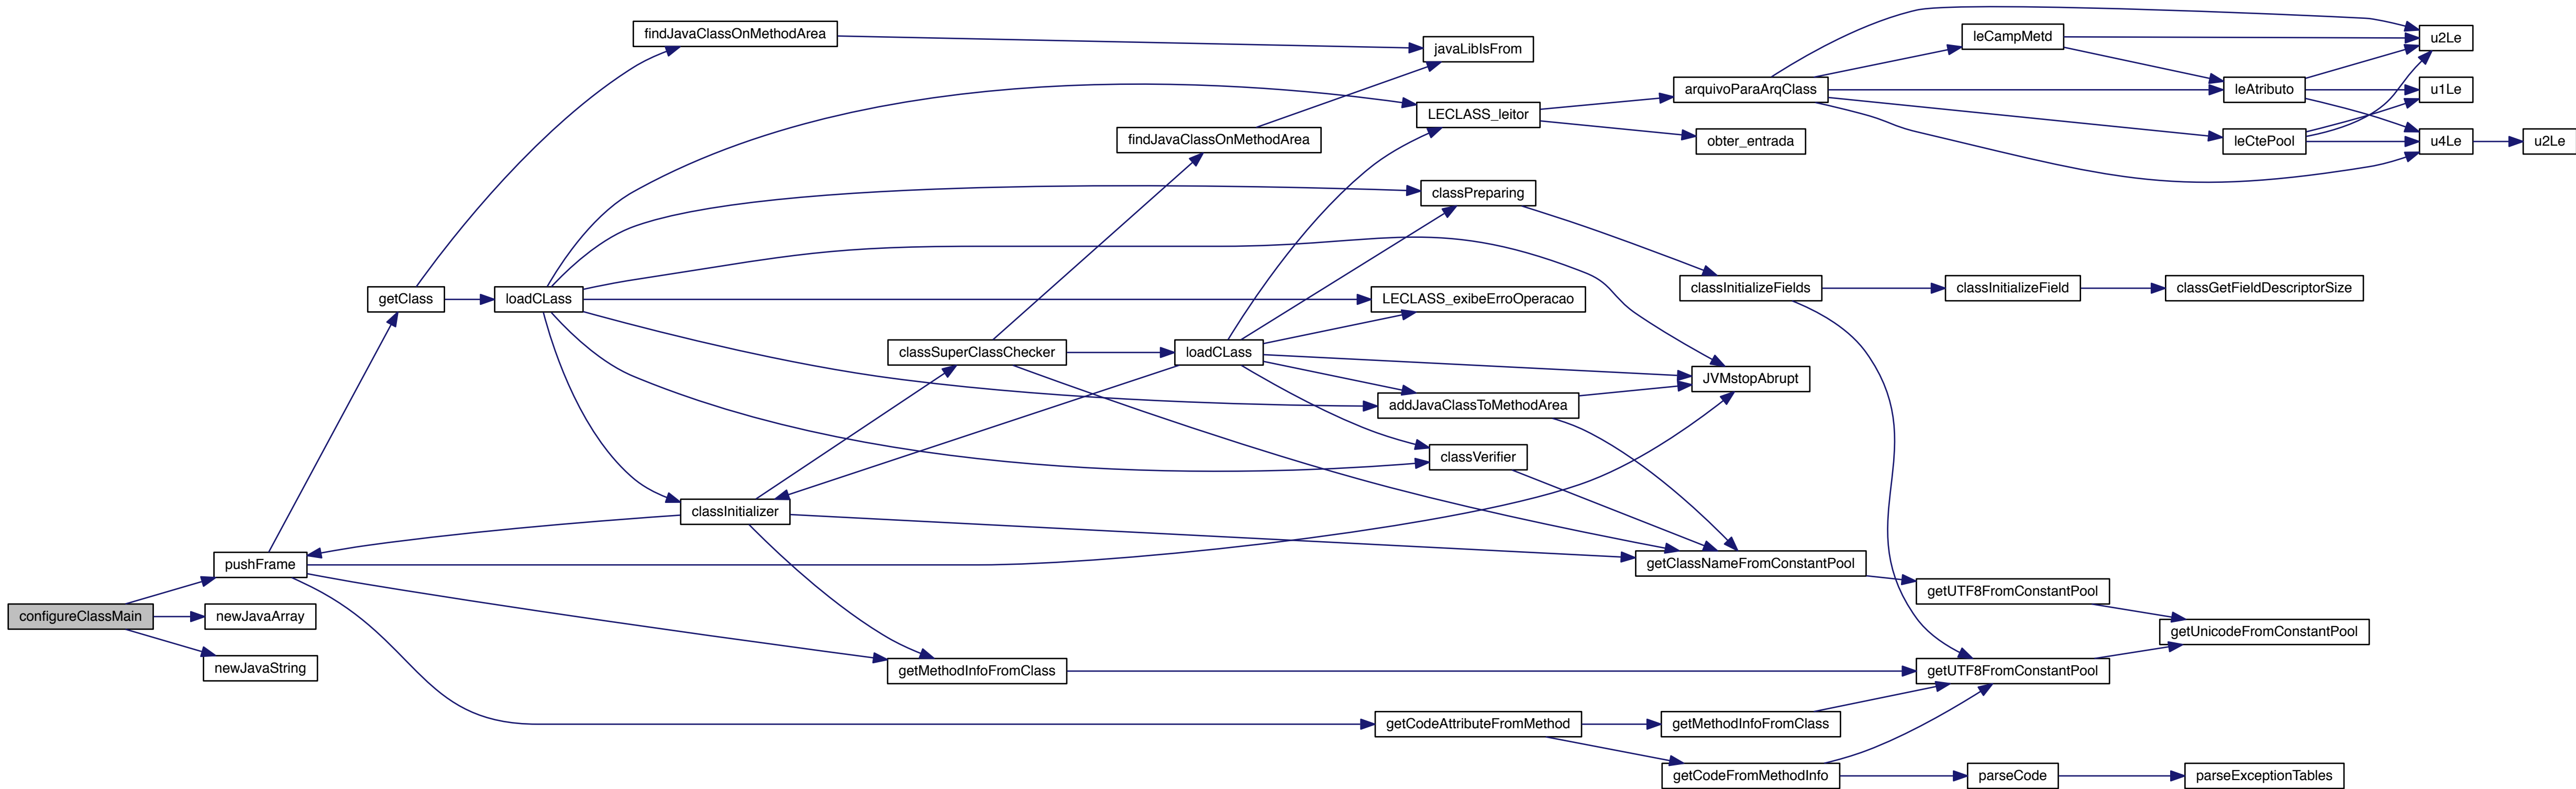 findJavaClassOnMethodArea
javaLibIsFrom
leCampMetd
u2Le
arquivoParaArqClass
leAtributo
u1Le
LECLASS_leitor
findJavaClassOnMethodArea
obter_entrada
leCtePool
u4Le
u2Le
classPreparing
getClass
loadCLass
LECLASS_exibeErroOperacao
classInitializeFields
classInitializeField
classGetFieldDescriptorSize
classSuperClassChecker
loadCLass
JVMstopAbrupt
addJavaClassToMethodArea
classVerifier
classInitializer
pushFrame
getClassNameFromConstantPool
getUTF8FromConstantPool
configureClassMain
newJavaArray
getUnicodeFromConstantPool
newJavaString
getMethodInfoFromClass
getUTF8FromConstantPool
getCodeAttributeFromMethod
getMethodInfoFromClass
getCodeFromMethodInfo
parseCode
parseExceptionTables